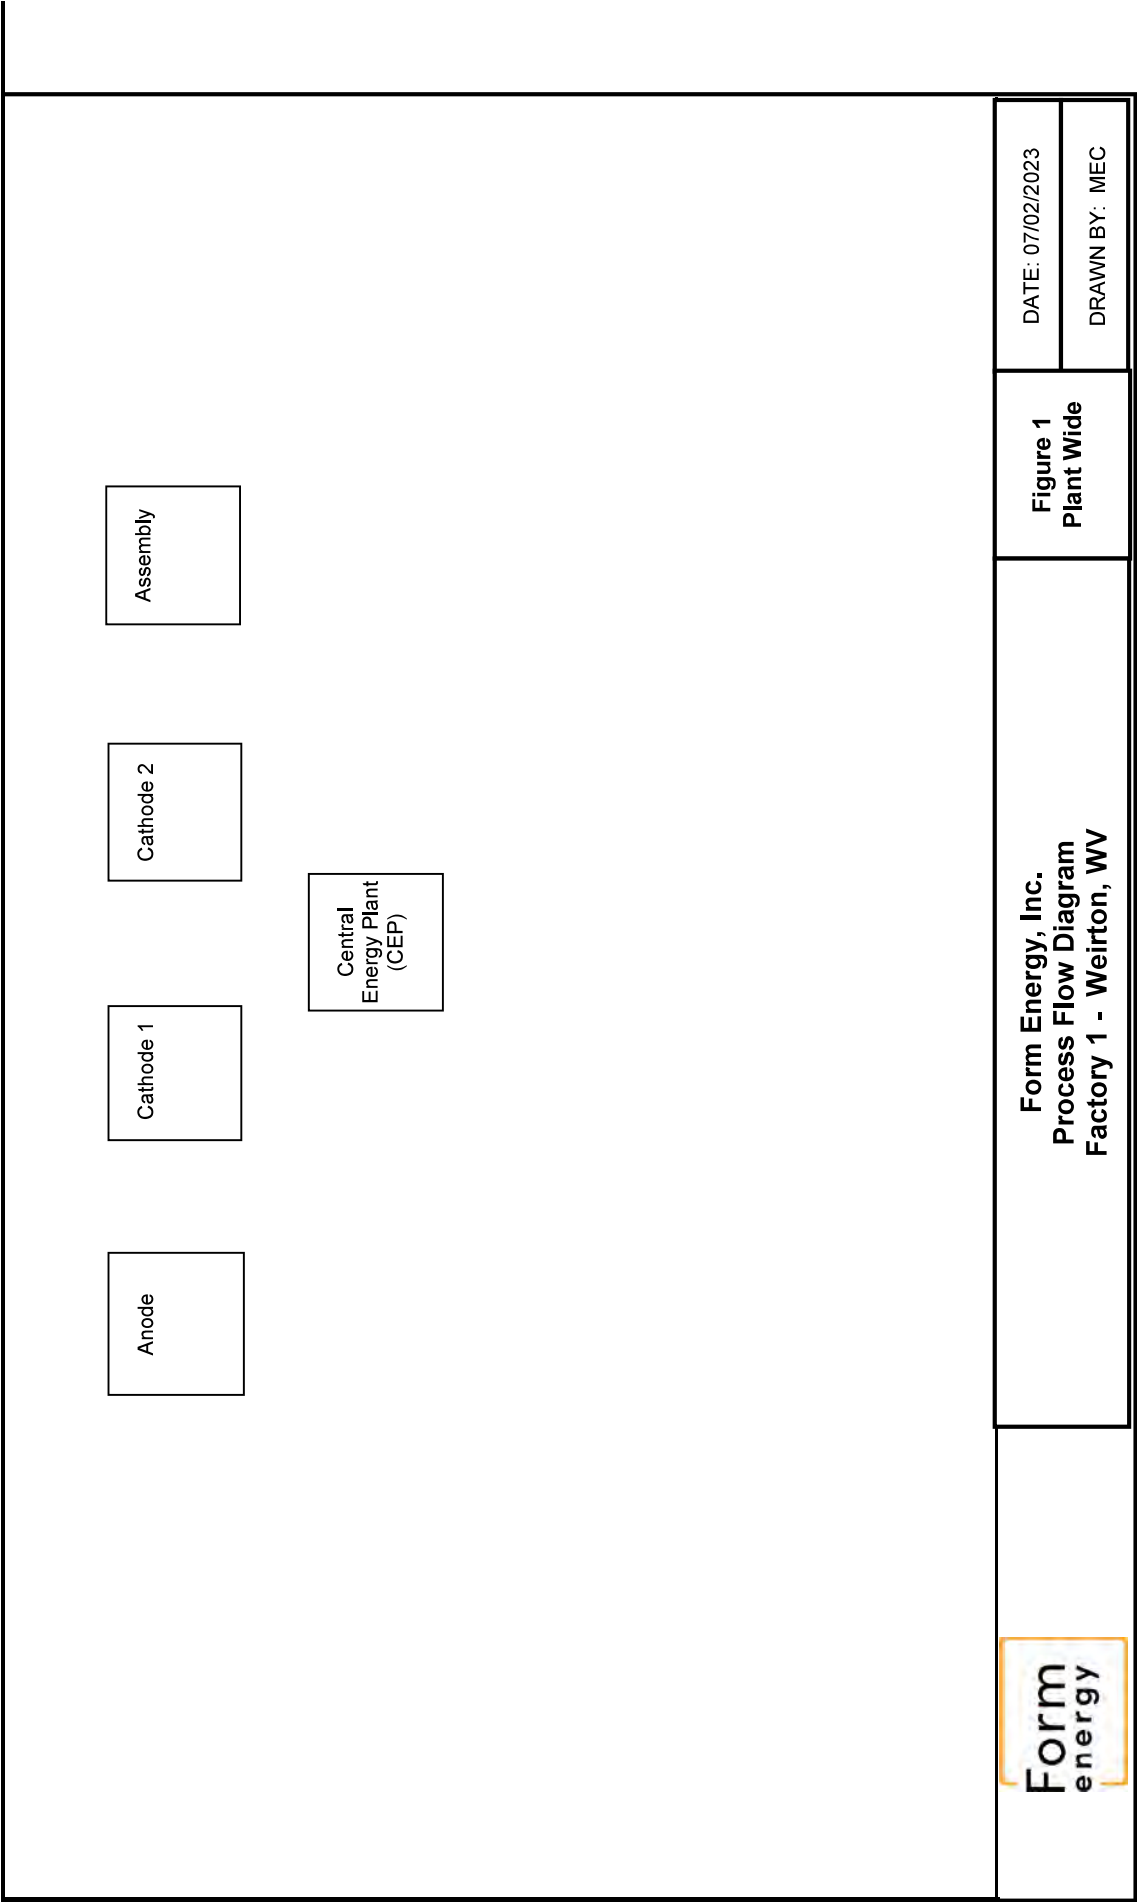 Anode
Cathode 1
Cathode 2
Assembly
Central
Energy Plant
(CEP)
Form
energy
Form Energy, Inc.
Process Flow Diagram
Factory 1 - Weirton, WV
Figure 1
Plant Wide
DATE: 07/02/2023
DRAWN BY: MEC